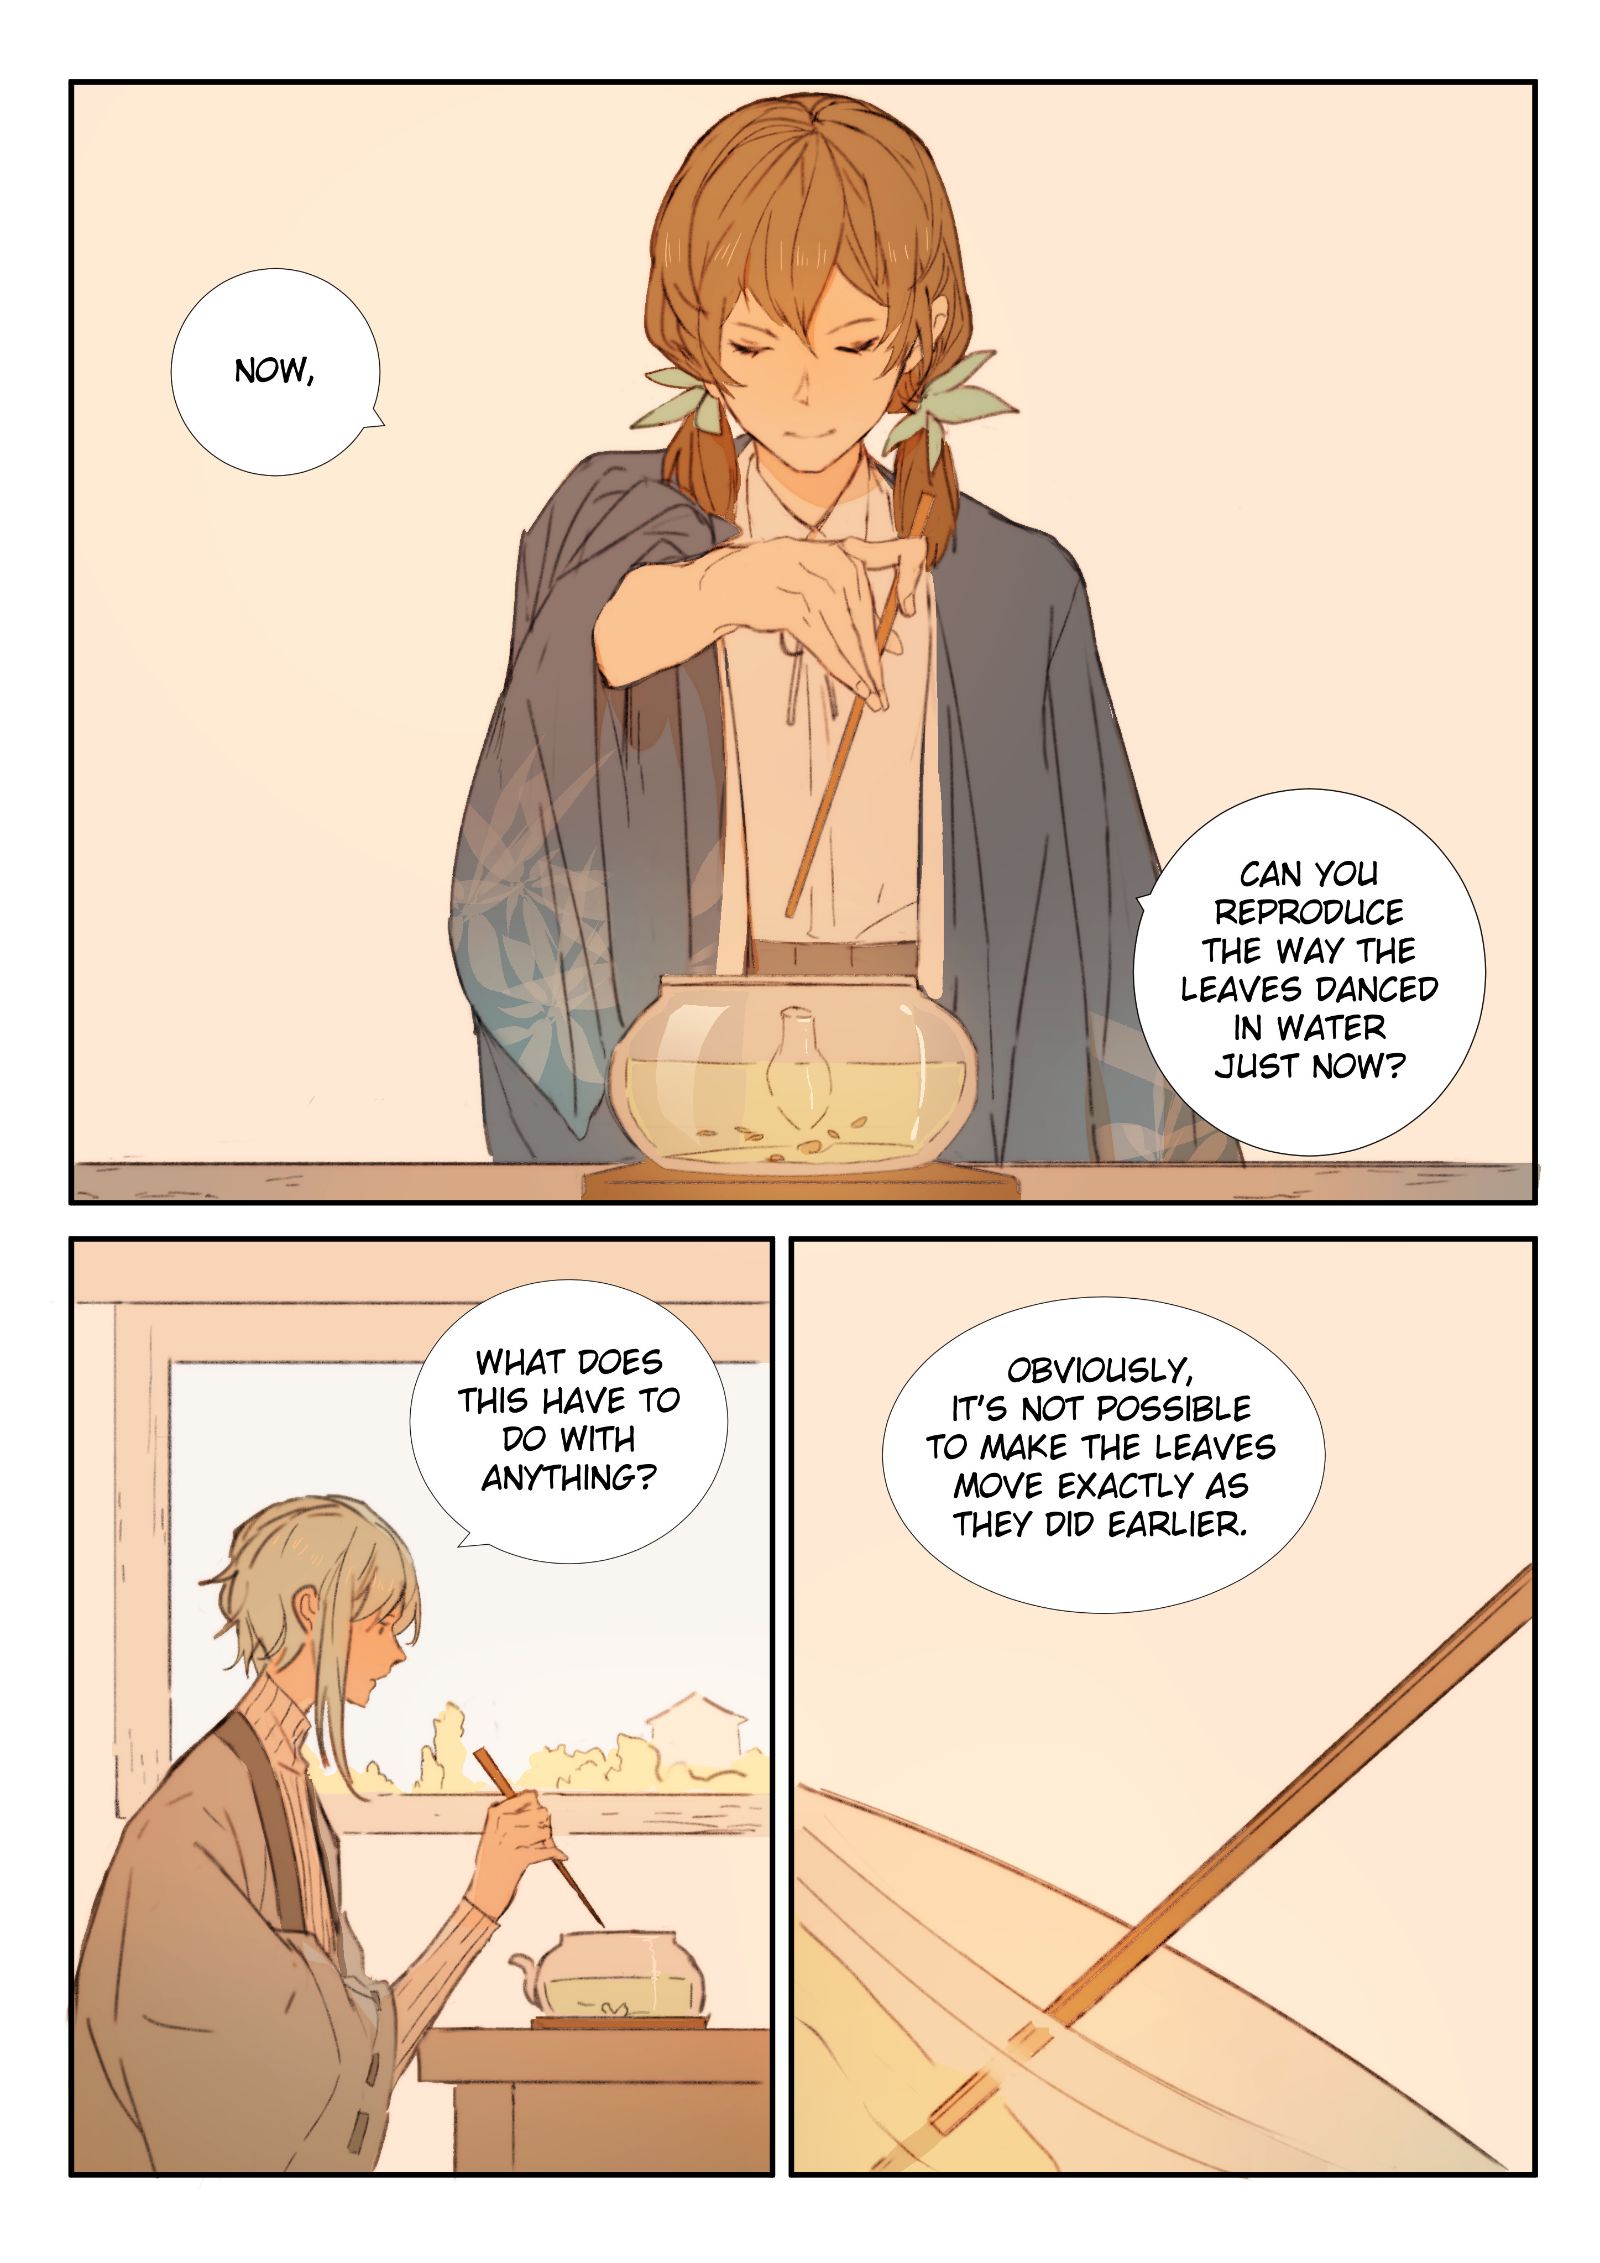 NOW,
CAN YOU
REPRODUCE
THE WAY THE
LEAVES DANCED
IN WATER
JUST NOW?
WHAT DOES
THIS HAVE TO
DO WITH
ANYTHING?
OBVIOUSLY,
IT'S NOT POSSIBLE
TO MAKE THE LEAVES
MOVE EXACTLY AS
THEY DID EARLIER.